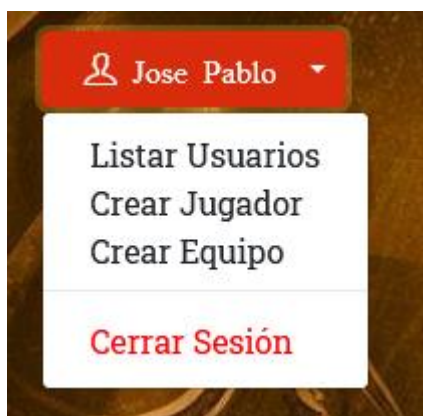 Jose Pablo
Listar Usuarios
Crear Jugador
Crear Equipo
Cerrar Sesión